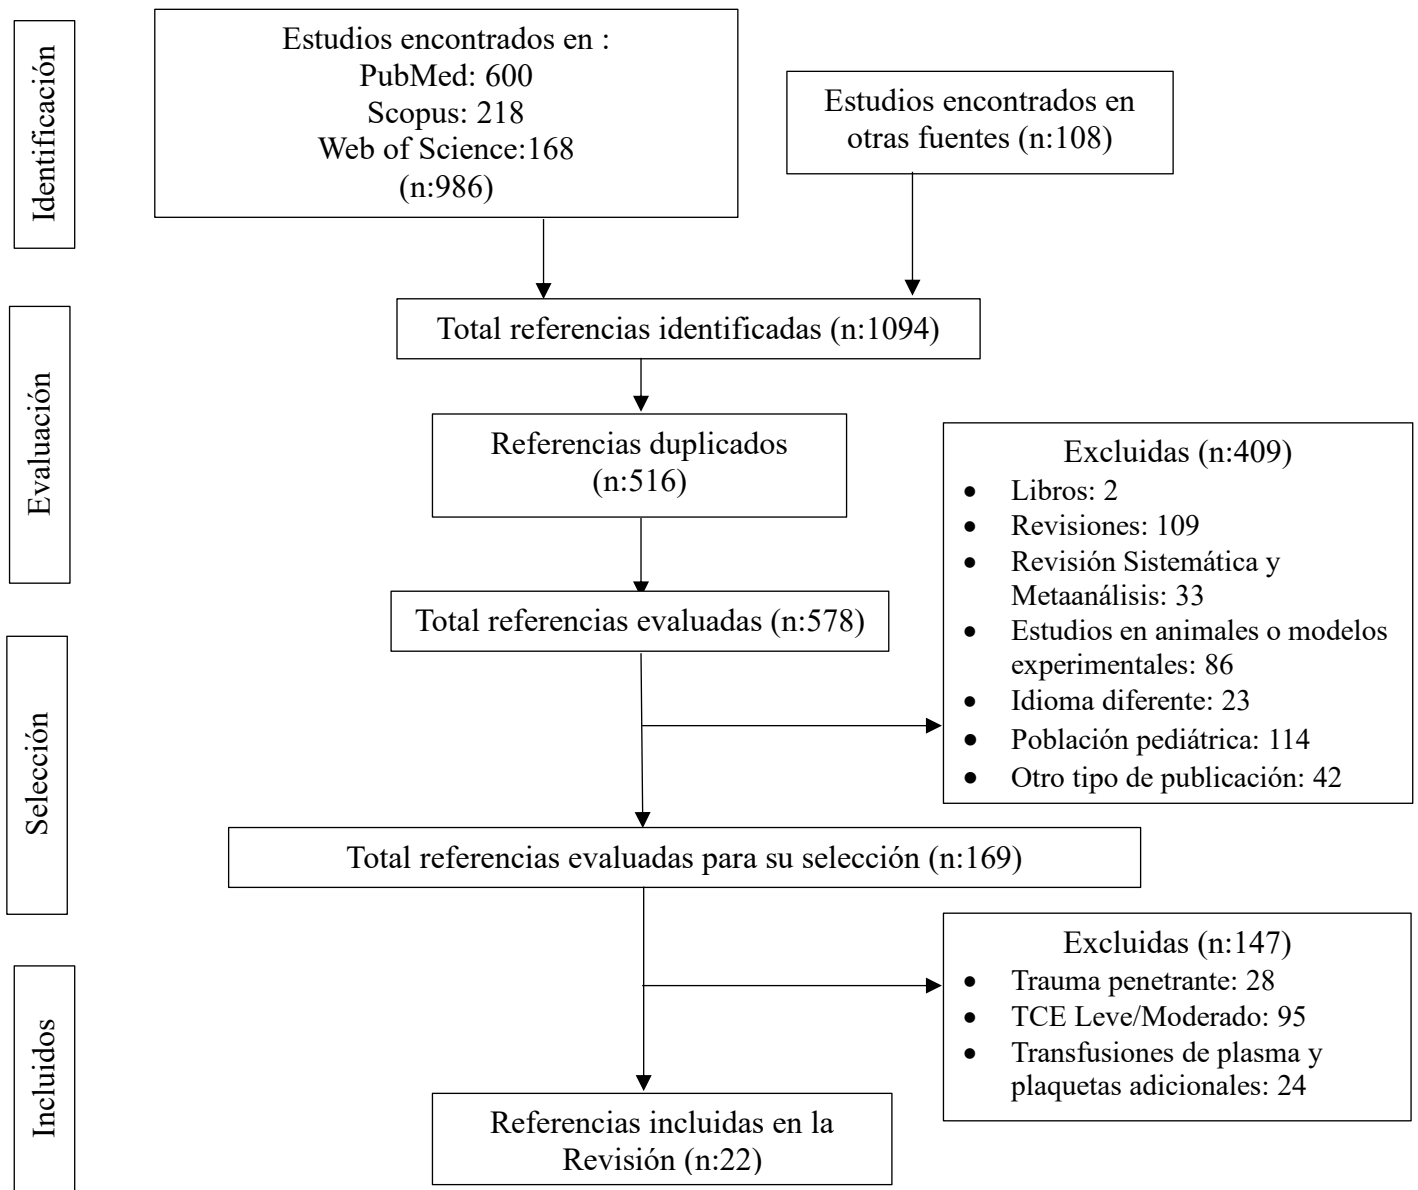 Identificación
Estudios encontrados en :
PubMed: 600
Scopus: 218
Web of Science:168
(n:986)
Estudios encontrados en
otras fuentes (n:108)
Total referencias identificadas (n:1094)
Evaluación
Referencias duplicados
(n:516)
Total referencias evaluadas (n:578)
Excluidas (n:409)
• Libros: 2
• Revisiones: 109
• Revisión Sistemática y
Metaanálisis: 33
• Estudios en animales o modelos
experimentales: 86
• Idioma diferente: 23
• Población pediátrica: 114
• Otro tipo de publicación: 42
Selección
Total referencias evaluadas para su selección (n:169)
Excluidas (n:147)
• Trauma penetrante: 28
• TCE Leve/Moderado: 95
• Transfusiones de plasma y
plaquetas adicionales: 24
Incluidos
Referencias incluidas en la
Revisión (n:22)